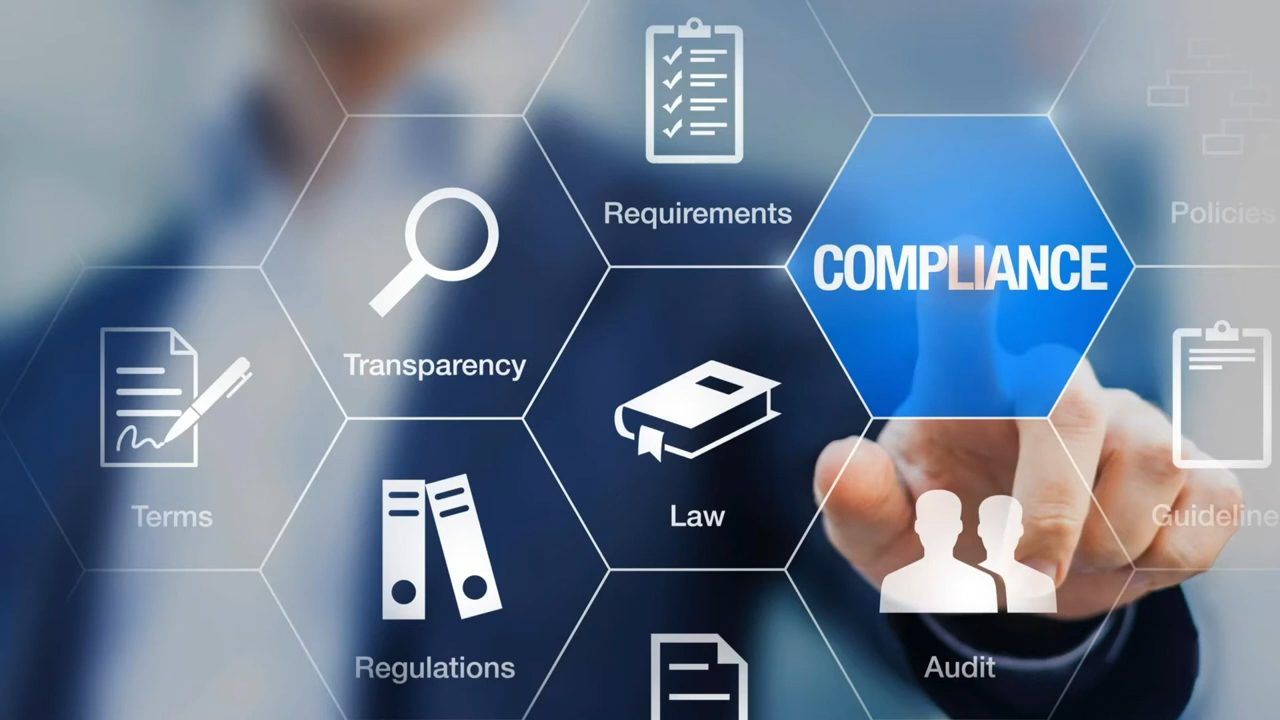 Requirements
Policies
COMPLIANCE
Transparency
Terms
Law
Guideline
Regulations
Audit